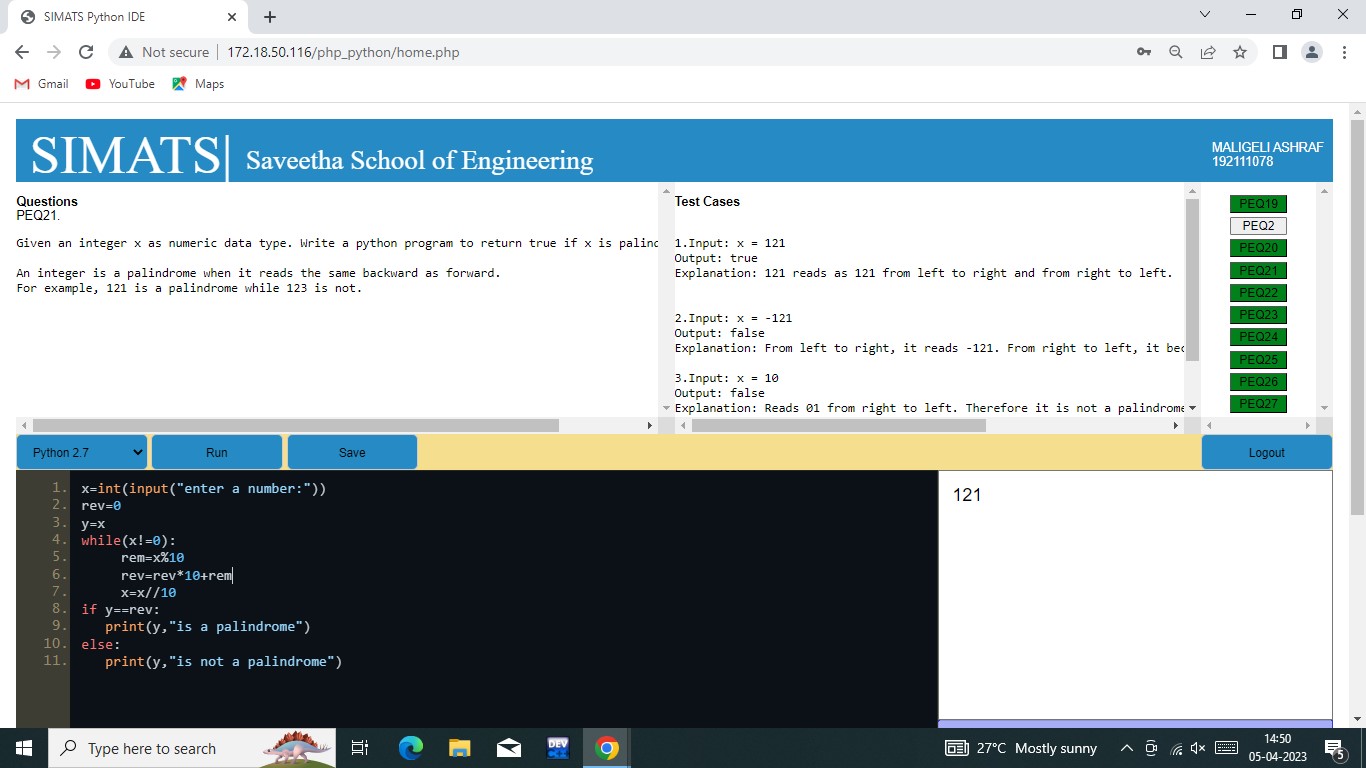 SIMATS Python IDE
Not secure | 172.18.50.116/php_python/home.php
Gmail YouTube Maps
SIMATS| Saveetha School of Engineering
MALIGELI ASHRAF
192111078
Questions
PEQ21.
Given an integer x as numeric data type. Write a python program to return true if x is palinc
An integer is a palindrome when it reads the same backward as forward.
For example, 121 is a palindrome while 123 is not.
Test Cases
1.Input: x = 121
Output: true
Explanation: 121 reads as 121 from left to right and from right to left.
2.Input: x = -121
Output: false
Explanation: From left to right, it reads -121. From right to left, it bec
3.Input: x = 10
Output: false
Explanation: Reads 01 from right to left. Therefore it is not a palindrome
PEQ19
PEQ2
PEQ20
PEQ21
PEQ22
PEQ23
PEQ24
PEQ25
PEQ26
PEQ27
Python 2.7 Run Save Logout
1. x=int(input("enter a number:"))
2. rev=0
3. y=x
4. while(x!=0):
5. rem=x%10
6. rev=rev*10+rem
7. x=x//10
8. if y==rev:
9. print(y,"is a palindrome")
10. else:
11. print(y,"is not a palindrome")
121
Type here to search
DEV
27°C Mostly sunny
14:50
05-04-2023
5